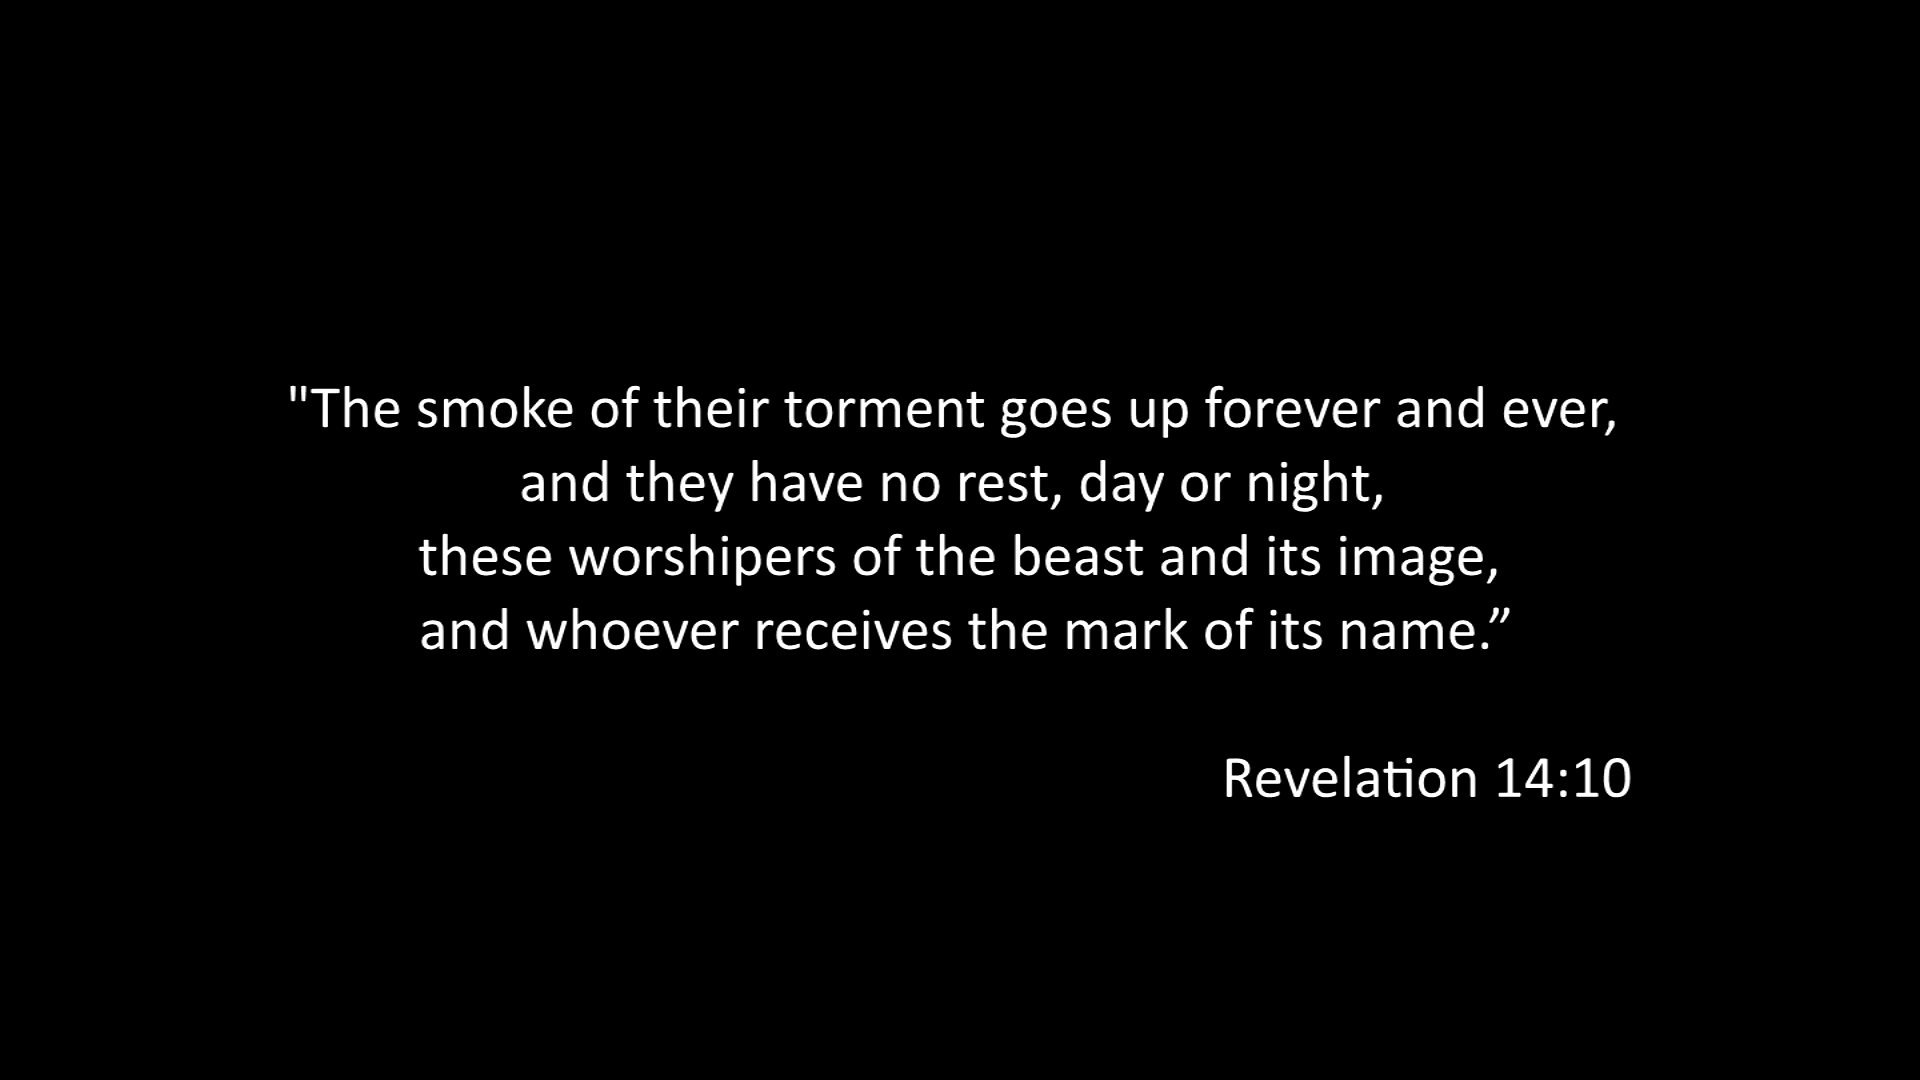 "The smoke of their torment goes up forever and ever,
and they have no rest, day or night,
these worshipers of the beast and its image,
and whoever receives the mark of its name.”
Revelation 14:10